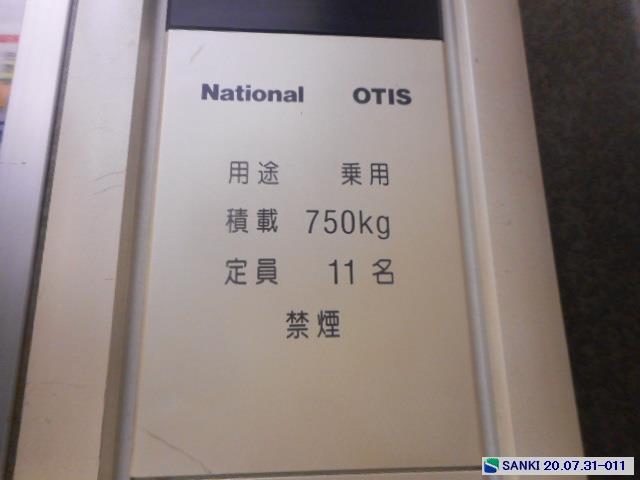 National OTIS
用途 乗用
積載 750kg
定員 11名
禁煙
SANKI 20.07.31-011